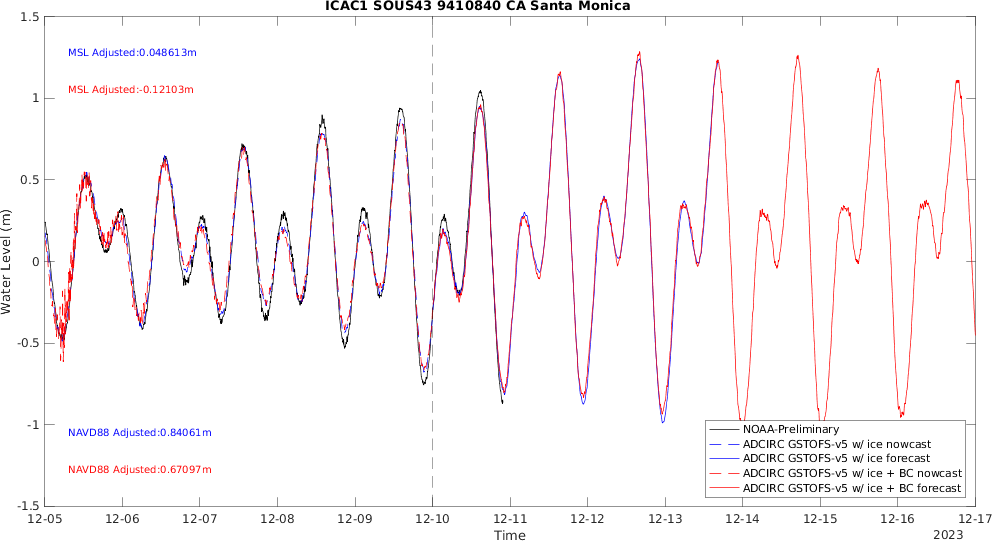 ICAC1 SOUS43 9410840 CA Santa Monica
MSL Adjusted:0.048613m
MSL Adjusted:-0.12103m
NAVD88 Adjusted:0.84061m
NAVD88 Adjusted:0.67097m
Water Level (m)
1.5
1
0.5
0
-0.5
-1
-1.5
NOAA-Preliminary
ADCIRC GSTOFS-v5 w/ ice nowcast
ADCIRC GSTOFS-v5 w/ ice forecast
ADCIRC GSTOFS-v5 w/ ice + BC nowcast
ADCIRC GSTOFS-v5 w/ ice + BC forecast
12-05 12-06 12-07 12-08 12-09 12-10 12-11 12-12 12-13 12-14 12-15 12-16 12-17
Time
2023